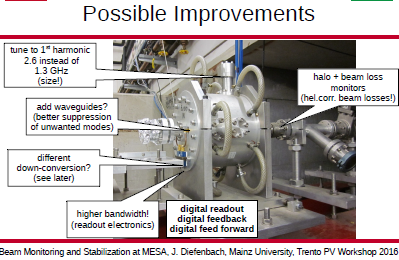 Possible Improvements
tune to 1st harmonic
2.6 instead of
1.3 GHz
(size!)
halo + beam loss
monitors
(hel.corr. beam losses!)
add waveguides?
(better suppression
of unwanted modes)
different
down-conversion?
(see later)
higher bandwidth!
(readout electronics)
digital readout
digital feedback
digital feed forward
Beam Monitoring and Stabilization at MESA, J. Diefenbach, Mainz University, Trento PV Workshop 2016